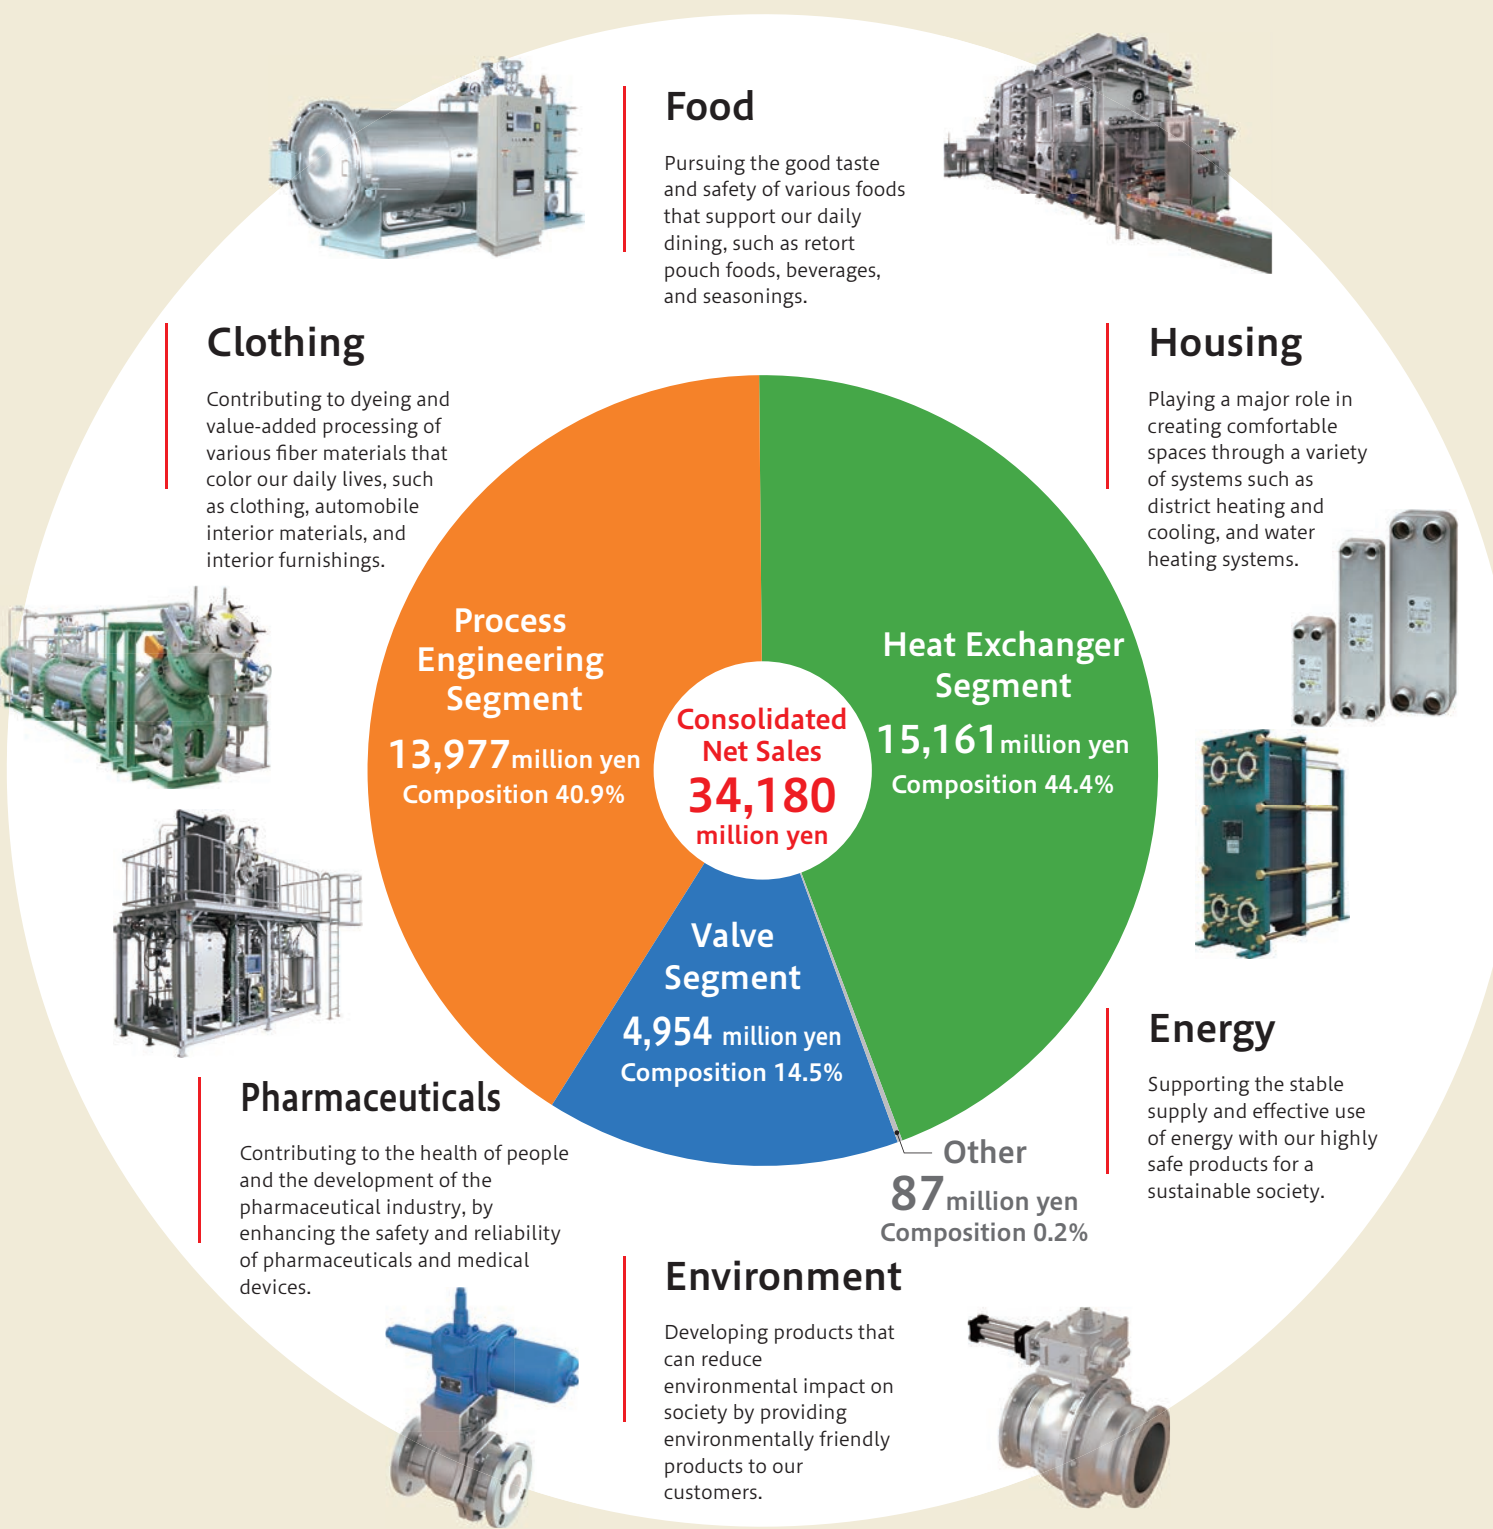 Food
Pursuing the good taste
and safety of various foods
that support our daily
dining, such as retort
pouch foods, beverages,
and seasonings.
Clothing
Contributing to dyeing and
value-added processing of
various fiber materials that
color our daily lives, such
as clothing, automobile
interior materials, and
interior furnishings.
Housing
Playing a major role in
creating comfortable
spaces through a variety
of systems such as
district heating and
cooling, and water
heating systems.
Process
Engineering
Segment
13,977 million yen
Composition 40.9%
Consolidated
Net Sales
34,180
million yen
Heat Exchanger
Segment
15,161 million yen
Composition 44.4%
Valve
Segment
4,954 million yen
Composition 14.5%
Other
87 million yen
Composition 0.2%
Energy
Supporting the stable
supply and effective use
of energy with our highly
safe products for a
sustainable society.
Pharmaceuticals
Contributing to the health of people
and the development of the
pharmaceutical industry, by
enhancing the safety and reliability
of pharmaceuticals and medical
devices.
Environment
Developing products that
can reduce
environmental impact on
society by providing
environmentally friendly
products to our
customers.